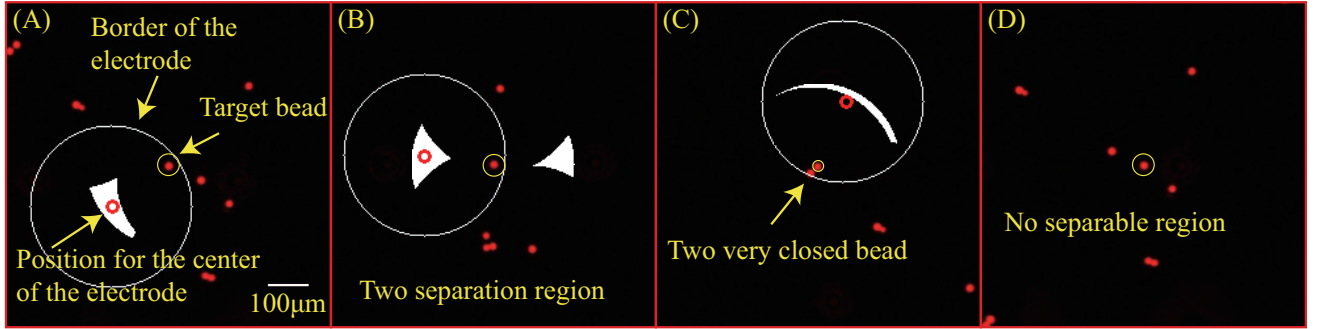 (A)
Border of the
electrode
Target bead
Position for the center
of the electrode
100μm
(B)
Two separation region
(C)
Two very closed bead
(D)
No separable region